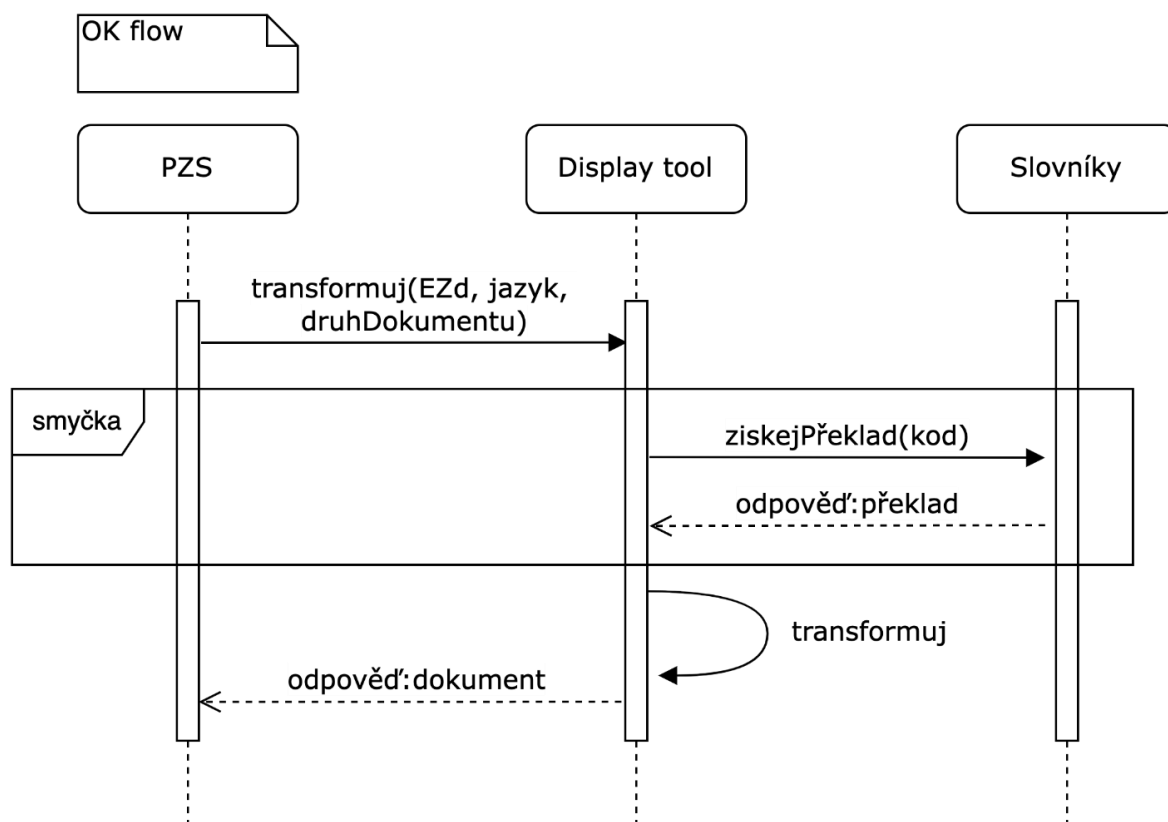 OK flow
PZS
Display tool
Slovníky
transformuj(EZd, jazyk,
druhDokumentu)
smyčka
ziskejPřeklad(kod)
odpověď:překlad
transformuj
odpověď:dokument